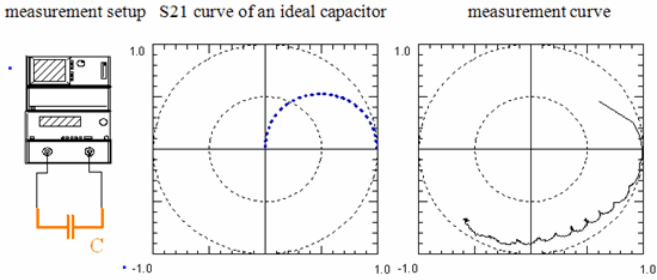 measurement setup S21 curve of an ideal capacitor measurement curve
1.0 1.0
C
-1.0 1.0 -1.0 1.0